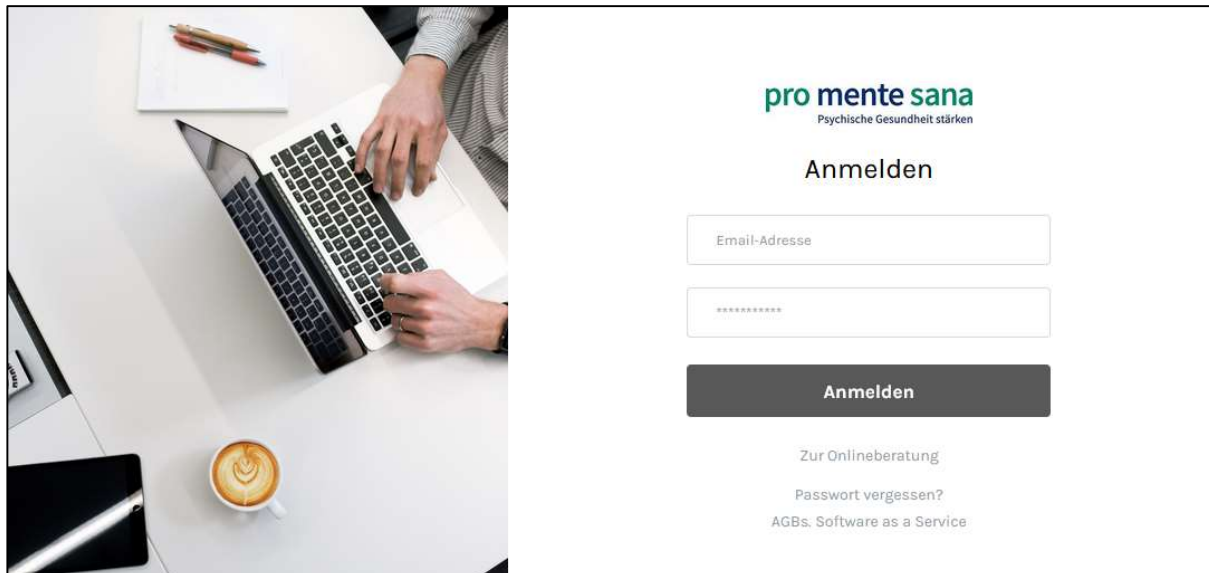 pro mente sana
Psychische Gesundheit stärken
Anmelden
Email-Adresse
***********
Anmelden
Zur Onlineberatung
Passwort vergessen?
AGBs. Software as a Service